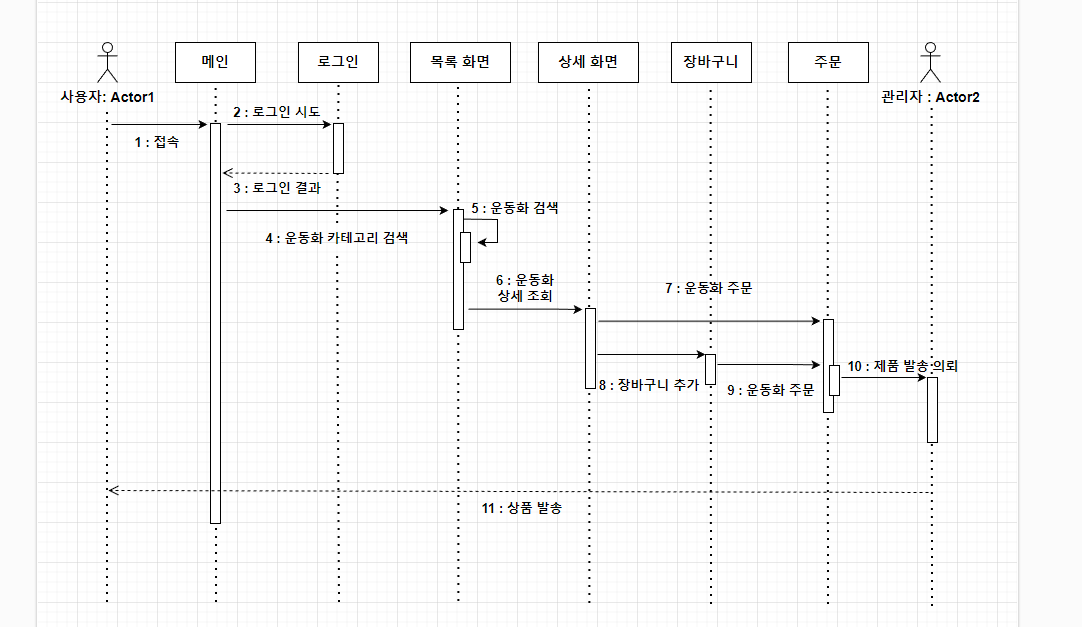 메인
로그인
목록 화면
상세 화면
장바구니
주문
사용자: Actor1
관리자 : Actor2
2 : 로그인 시도
1 : 접속
3 : 로그인 결과
5 : 운동화 검색
4 : 운동화 카테고리 검색
6 : 운동화
상세 조회
7 : 운동화 주문
10 : 제품 발송 의뢰
8 : 장바구니 추가
9 : 운동화 주문
11 : 상품 발송